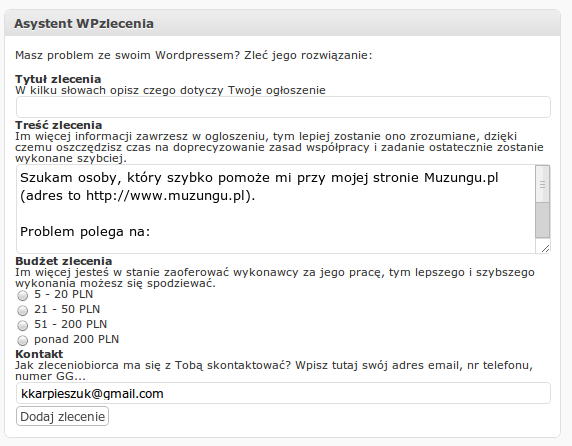 Asystent WPzlecenia
Masz problem ze swoim Wordpressem? Zleć jego rozwiązanie:
Tytuł zlecenia
W kilku słowach opisz czego dotyczy Twoje ogłoszenie
Treść zlecenia
Im więcej informacji zawrzesz w ogloszeniu, tym lepiej zostanie ono zrozumiane, dzięki
czemu oszczędzisz czas na doprecyzowanie zasad współpracy i zadanie ostatecznie zostanie
wykonane szybciej.
Szukam osoby, który szybko pomoże mi przy mojej stronie Muzungu.pl
(adres to http://www.muzungu.pl).
Problem polega na:
Budżet zlecenia
Im więcej jesteś w stanie zaoferować wykonawcy za jego pracę, tym lepszego i szybszego
wykonania możesz się spodziewać.
5 - 20 PLN
21 - 50 PLN
51 - 200 PLN
ponad 200 PLN
Kontakt
Jak zleceniobiorca ma się z Tobą skontaktować? Wpisz tutaj swój adres email, nr telefonu,
numer GG...
kkarpieszuk@gmail.com
Dodaj zlecenie